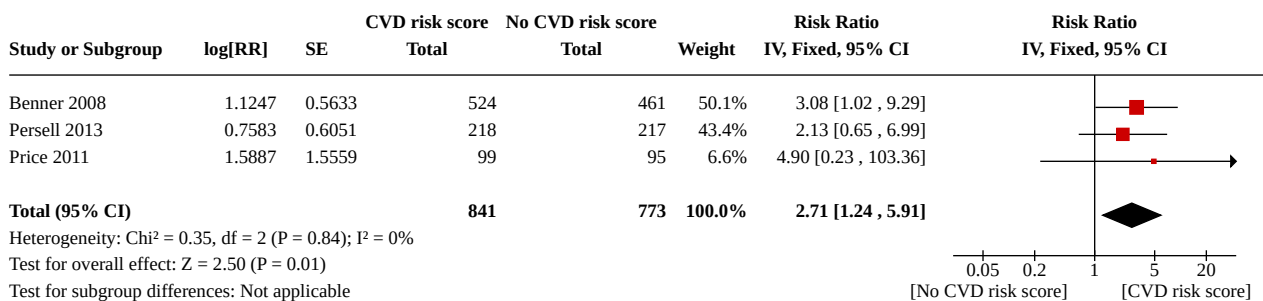 CVD risk score No CVD risk score Risk Ratio Risk Ratio
Study or Subgroup log[RR] SE Total Total Weight IV, Fixed, 95% CI IV, Fixed, 95% CI
Benner 2008 1.1247 0.5633 524 461 50.1% 3.08 [1.02 , 9.29]
Persell 2013 0.7583 0.6051 218 217 43.4% 2.13 [0.65 , 6.99]
Price 2011 1.5887 1.5559 99 95 6.6% 4.90 [0.23 , 103.36]
Total (95% CI) 841 773 100.0% 2.71 [1.24 , 5.91]
Heterogeneity: Chi² = 0.35, df = 2 (P = 0.84); I² = 0%
Test for overall effect: Z = 2.50 (P = 0.01)
0.05 0.2 1 5 20
Test for subgroup differences: Not applicable [No CVD risk score] [CVD risk score]